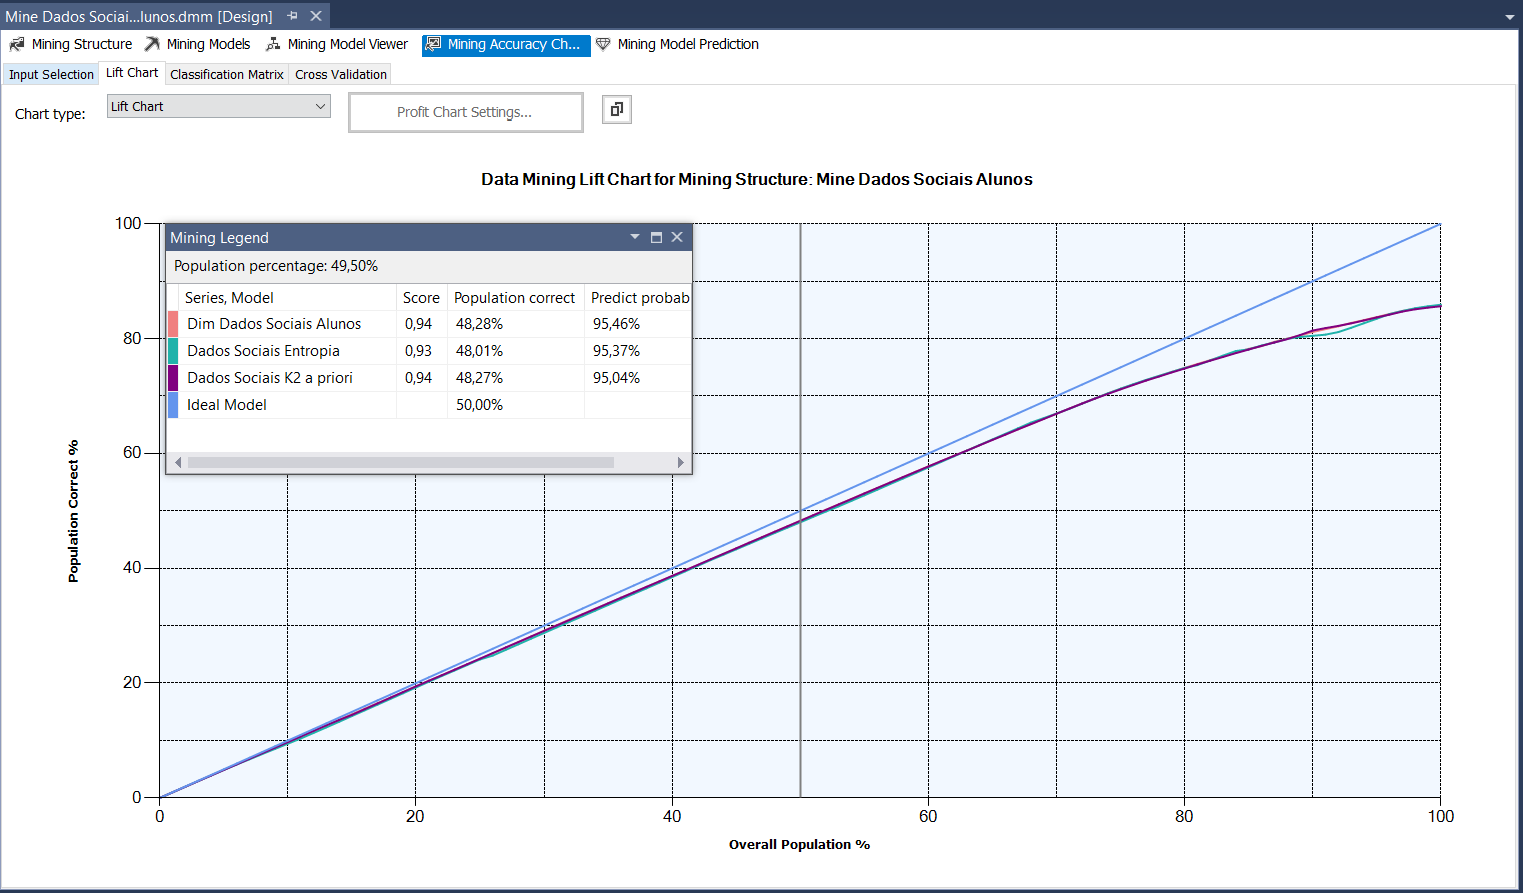 Mine Dados Sociai...lunos.dmm [Design]
Mining Structure Mining Models Mining Model Viewer Mining Accuracy Ch... Mining Model Prediction
Input Selection Lift Chart Classification Matrix Cross Validation
Chart type: Lift Chart Profit Chart Settings...
Data Mining Lift Chart for Mining Structure: Mine Dados Sociais Alunos
Mining Legend
Population percentage: 49,50%
Series, Model Score Population correct Predict probab
Dim Dados Sociais Alunos 0,94 48,28% 95,46%
Dados Sociais Entropia 0,93 48,01% 95,37%
Dados Sociais K2 a priori 0,94 48,27% 95,04%
Ideal Model 50,00%
Population Correct %
100
80
60
40
20
0
0 20 40 60 80 100
Overall Population %